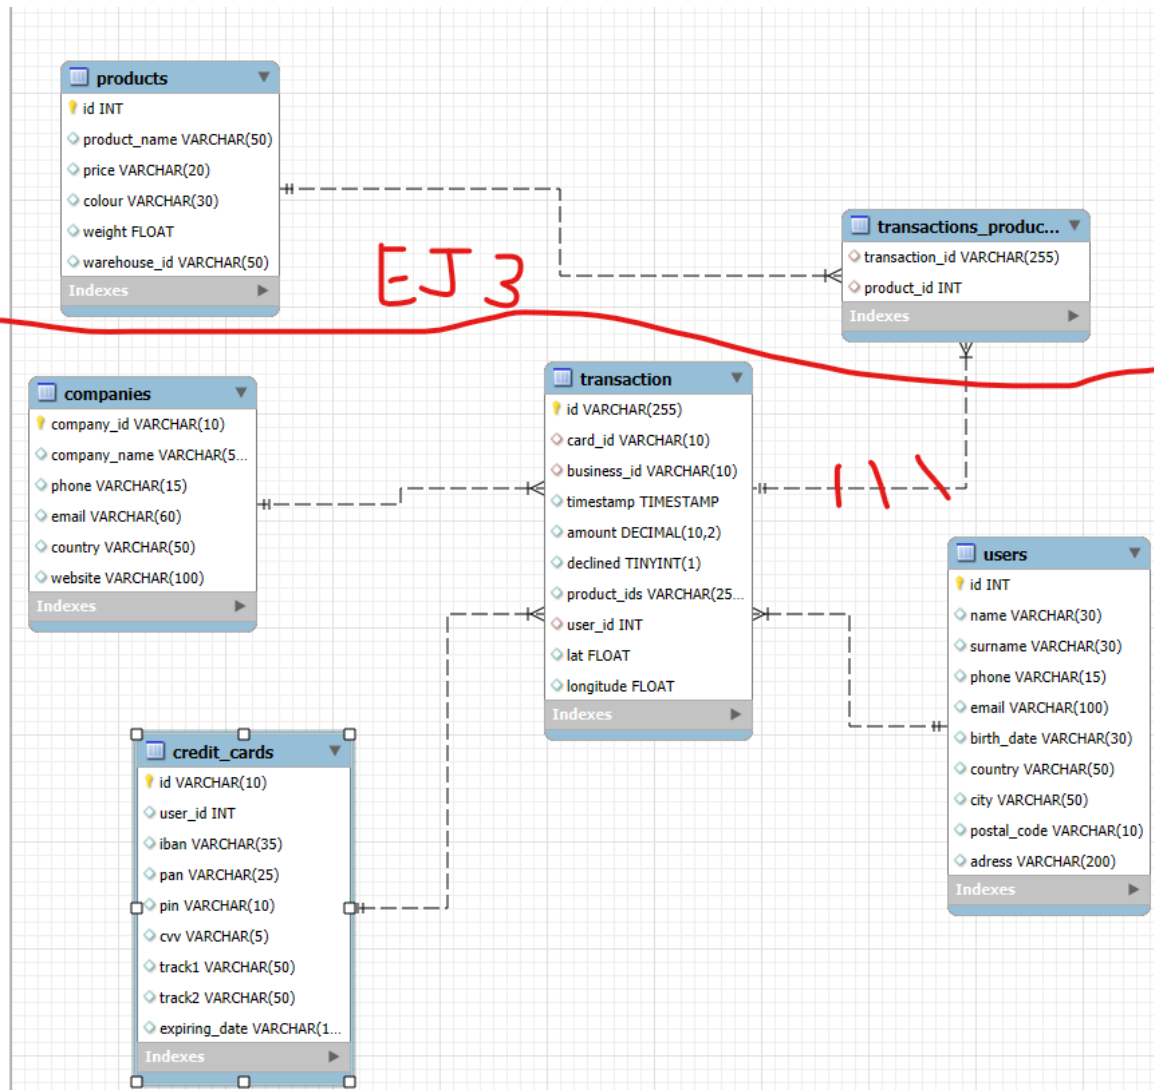 products
id INT
product_name VARCHAR(50)
price VARCHAR(20)
colour VARCHAR(30)
weight FLOAT
warehouse_id VARCHAR(50)
Indexes
EJ 3
transactions_produc...
transaction_id VARCHAR(255)
product_id INT
Indexes
companies
company_id VARCHAR(10)
company_name VARCHAR(5...
phone VARCHAR(15)
email VARCHAR(60)
country VARCHAR(50)
website VARCHAR(100)
Indexes
transaction
id VARCHAR(255)
card_id VARCHAR(10)
business_id VARCHAR(10)
timestamp TIMESTAMP
amount DECIMAL(10,2)
declined TINYINT(1)
product_ids VARCHAR(25...
user_id INT
lat FLOAT
longitude FLOAT
Indexes
users
id INT
name VARCHAR(30)
surname VARCHAR(30)
phone VARCHAR(15)
email VARCHAR(100)
birth_date VARCHAR(30)
country VARCHAR(50)
city VARCHAR(50)
postal_code VARCHAR(10)
adress VARCHAR(200)
Indexes
credit_cards
id VARCHAR(10)
user_id INT
iban VARCHAR(35)
pan VARCHAR(25)
pin VARCHAR(10)
cvv VARCHAR(5)
track1 VARCHAR(50)
track2 VARCHAR(50)
expiring_date VARCHAR(1...
Indexes